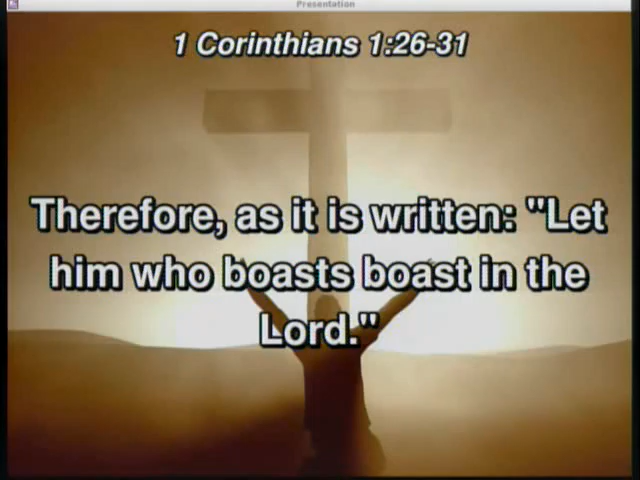 Presentation
1 Corinthians 1:26-31
Therefore, as it is written: "Let
him who boasts boast in the
Lord."